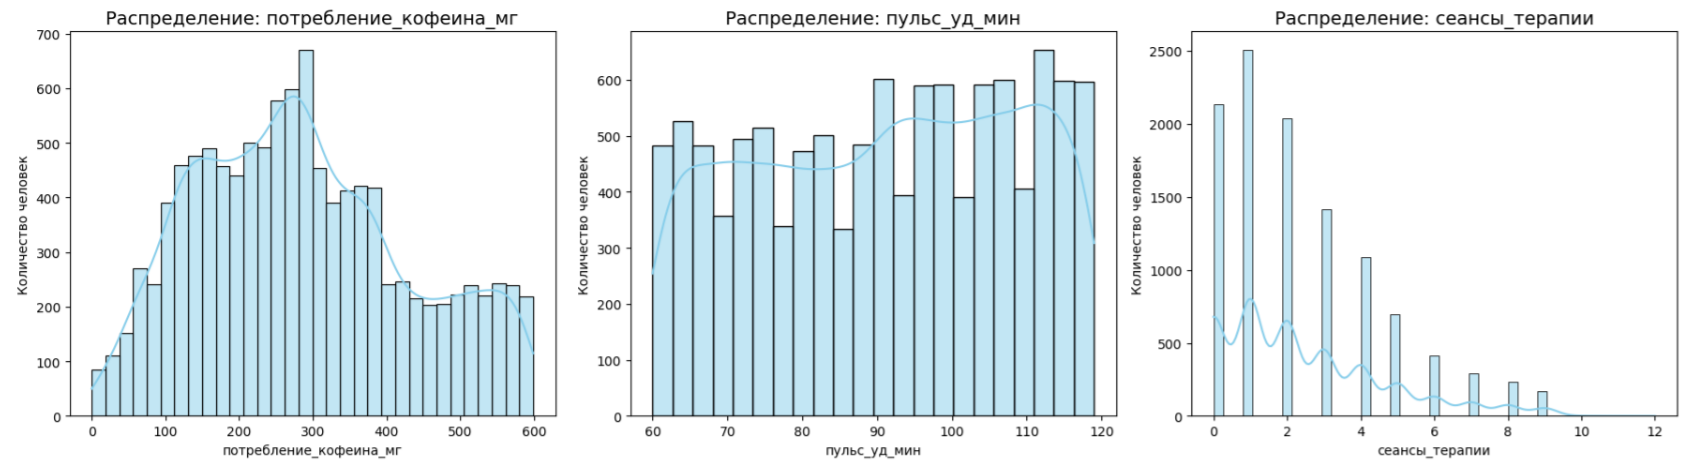 Распределение: потребление_кофеина_мг
Количество человек
700
600
500
400
300
200
100
0
0 100 200 300 400 500 600
потребление_кофеина_мг
Распределение: пульс_уд_мин
Количество человек
600
500
400
300
200
100
0
60 70 80 90 100 110 120
пульс_уд_мин
Распределение: сеансы_терапии
Количество человек
2500
2000
1500
1000
500
0
0 2 4 6 8 10 12
сеансы_терапии